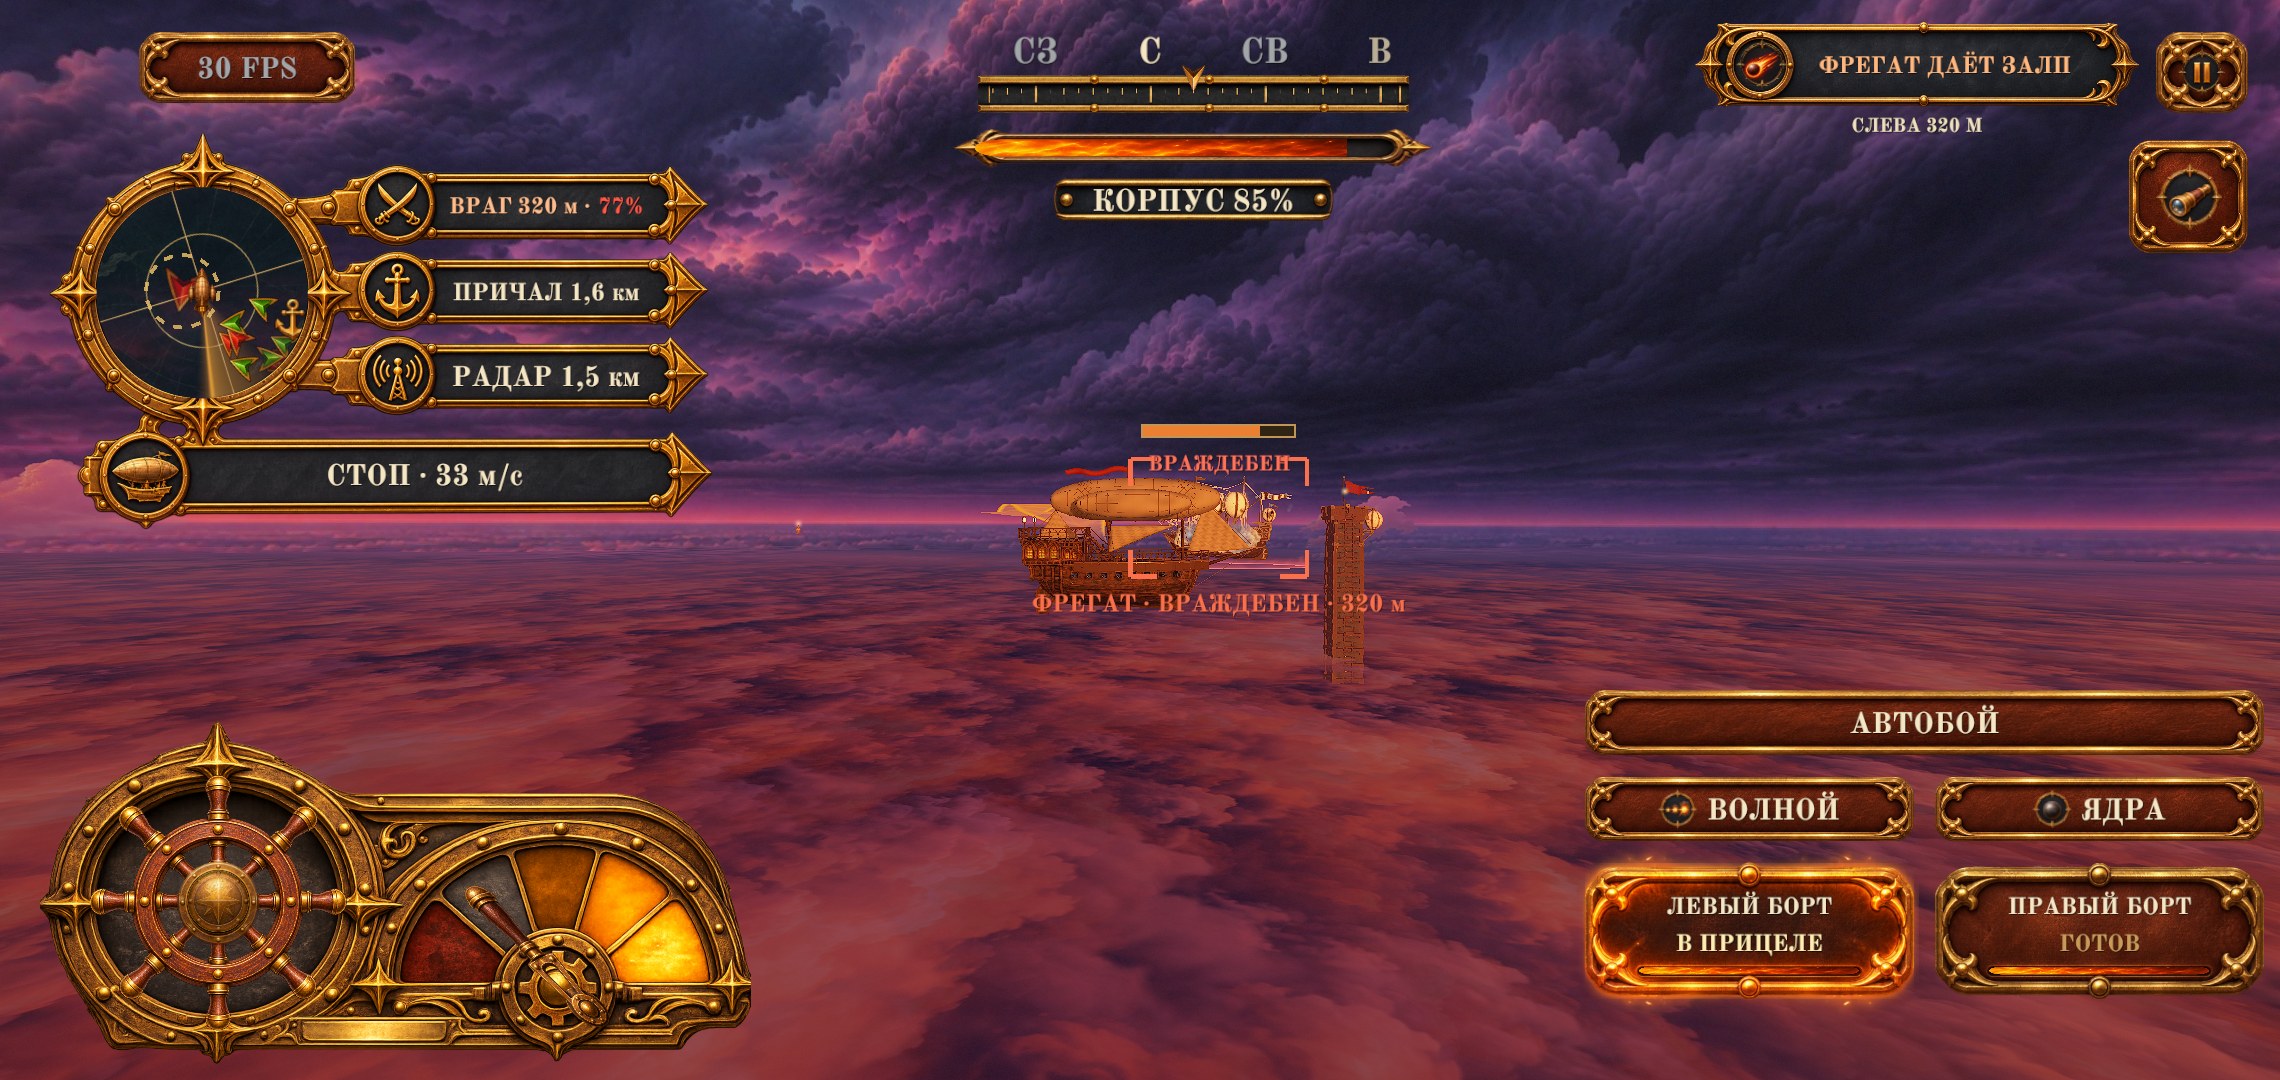 30 FPS
СЗ С СВ В
ФРЕГАТ ДАЁТ ЗАЛП
СЛЕВА 320 М
КОРПУС 85%
ВРАГ 320 м · 77%
ПРИЧАЛ 1,6 км
РАДАР 1,5 км
СТОП · 33 м/с
ВРАЖДЕБЕН
ФРЕГАТ · ВРАЖДЕБЕН · 320 м
АВТОБОЙ
ВОЛНОЙ
ЯДРА
ЛЕВЫЙ БОРТ
В ПРИЦЕЛЕ
ПРАВЫЙ БОРТ
ГОТОВ